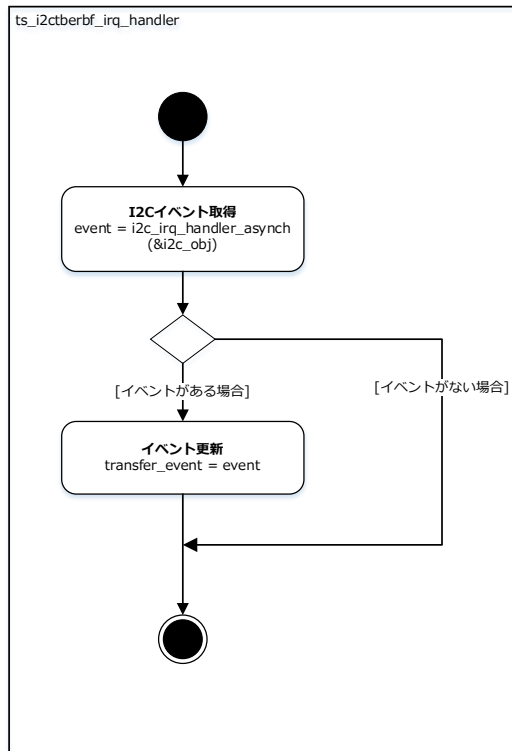 ts_i2ctberbf_irq_handler
I2Cイベント取得
event = i2c_irq_handler_asynch
(&i2c_obj)
[イベントがある場合]
[イベントがない場合]
イベント更新
transfer_event = event